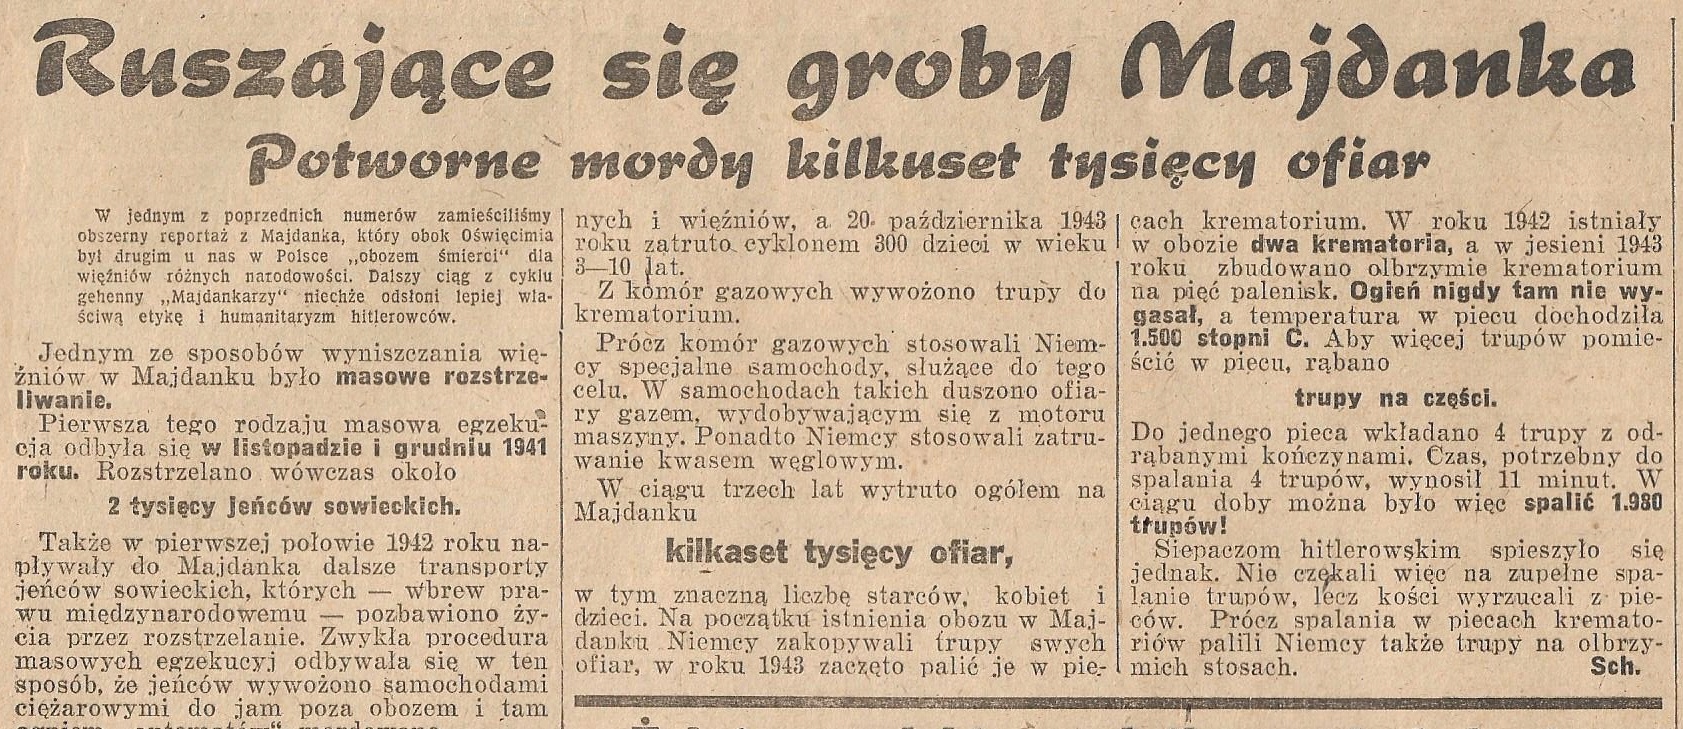 Ruszające się groby Majdanka
Potworne mordy kilkuset tysięcy ofiar
W jednym z poprzednich numerów zamieściliśmy
obszerny reportaż z Majdanka, który obok Oświęcimia
był drugim u nas w Polsce „obozem śmierci“ dla
więźniów różnych narodowości. Dalszy ciąg z cyklu
gehenny „Majdankarzy“ niechże odsłoni lepiej wła-
ściwą etykę i humanitaryzm hitlerowców.
Jednym ze sposobów wyniszczania wię-
źniów w Majdanku było masowe rozstrze-
liwanie.
Pierwsza tego rodzaju masowa egzeku-
cja odbyła się w listopadzie i grudniu 1941
roku. Rozstrzelano wówczas około
2 tysięcy jeńców sowieckich.
Także w pierwszej połowie 1942 roku na-
pływały do Majdanka dalsze transporty
jeńców sowieckich, których — wbrew pra-
wu międzynarodowemu — pozbawiono ży-
cia przez rozstrzelanie. Zwykła procedura
masowych egzekucyj odbywała się w ten
sposób, że jeńców wywożono samochodami
ciężarowymi do jam poza obozem i tam
ogniem „automatów“ mordowano
nych i więźniów, a 20 października 1943
roku zatruto cyklonem 300 dzieci w wieku
3—10 lat.
Z komór gazowych wywożono trupy do
krematorium.
Prócz komór gazowych stosowali Niem-
cy specjalne samochody, służące do tego
celu. W samochodach takich duszono ofia-
ry gazem, wydobywającym się z motoru
maszyny. Ponadto Niemcy stosowali zatru-
wanie kwasem węglowym.
W ciągu trzech lat wytruto ogółem na
Majdanku
kilkaset tysięcy ofiar,
w tym znaczną liczbę starców, kobiet i
dzieci. Na początku istnienia obozu w Maj-
danku Niemcy zakopywali trupy swych
ofiar, w roku 1943 zaczęto palić je w pie-
cach krematorium. W roku 1942 istniały
w obozie dwa krematoria, a w jesieni 1943
roku zbudowano olbrzymie krematorium
na pięć palenisk. Ogień nigdy tam nie wy-
gasał, a temperatura w piecu dochodziła
1.500 stopni C. Aby więcej trupów pomie-
ścić w piecu, rąbano
trupy na części.
Do jednego pieca wkładano 4 trupy z od-
rąbanymi kończynami. Czas, potrzebny do
spalania 4 trupów, wynosił 11 minut. W
ciągu doby można było więc spalić 1.980
trupów!
Siepaczom hitlerowskim spieszyło się
jednak. Nie czekali więc na zupełne spa-
lanie trupów, lecz kości wyrzucali z pie-
ców. Prócz spalania w piecach kremato-
riów palili Niemcy także trupy na olbrzy-
mich stosach. Sch.